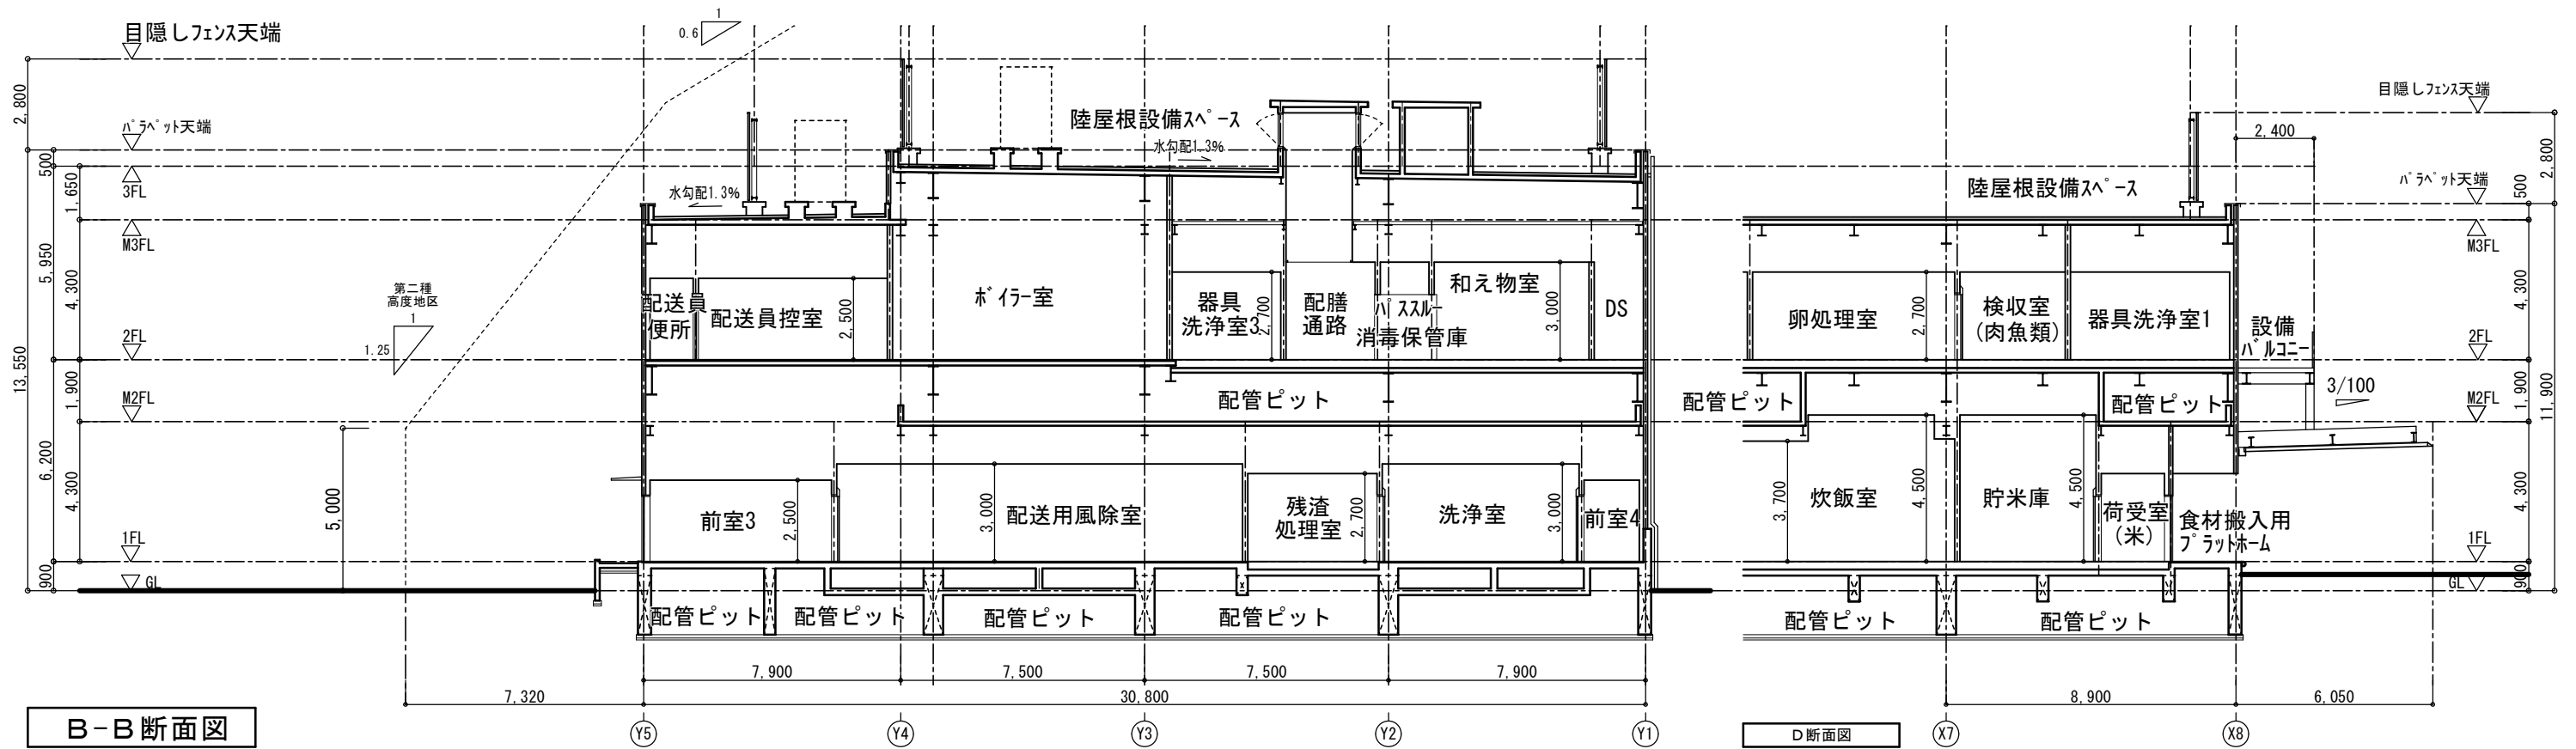 目隠しフェンス天端
1
0.6
2,800
パラペット天端
500
1,650
3FL
M3FL
5,950
4,300
第二種
高度地区
1
1.25
2FL
13,550
1,900
M2FL
6,200
4,300
5,000
1FL
900
GL
陸屋根設備スペース
水勾配1.3%
水勾配1.3%
配送員
便所
配送員控室
2,500
ボイラー室
器具
洗浄室3
2,700
配膳
通路
パススルー
消毒保管庫
和え物室
3,000
DS
配管ピット
前室3
2,500
3,000
配送用風除室
残渣
処理室
2,700
洗浄室
3,000
前室4
配管ピット
配管ピット
配管ピット
配管ピット
7,900
7,500
7,500
7,900
7,320
30,800
Y5
Y4
Y3
Y2
Y1
B-B断面図
目隠しフェンス天端
2,400
2,800
陸屋根設備スペース
パラペット天端
500
M3FL
卵処理室
2,700
検収室
(肉魚類)
器具洗浄室1
設備
バルコニー
4,300
2FL
3/100
配管ピット
配管ピット
M2FL
1,900
11,900
3,700
炊飯室
4,500
貯米庫
4,500
荷受室
(米)
食材搬入用
プラットホーム
4,300
1FL
GL
900
配管ピット
配管ピット
8,900
6,050
D断面図
X7
X8